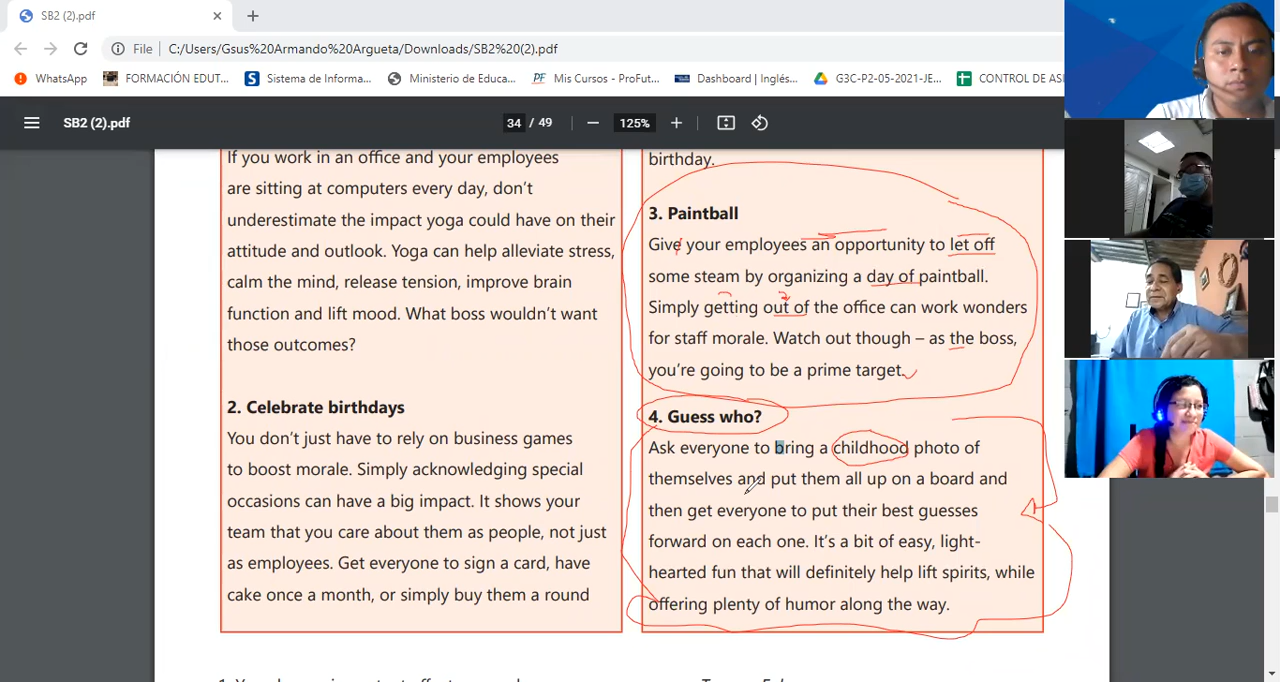 SB2 (2).pdf
File
C:/Users/Gsus%20Armando%20Argueta/Downloads/SB2%20(2).pdf
WhatsApp
FORMACIÓN EDUT...
Sistema de Informa...
Ministerio de Educa...
Mis Cursos - ProFut...
Dashboard | Inglés...
G3C-P2-05-2021-JE...
CONTROL DE AS
SB2 (2).pdf
34 / 49
125%
If you work in an office and your employees
are sitting at computers every day, don't
underestimate the impact yoga could have on their
attitude and outlook. Yoga can help alleviate stress,
calm the mind, release tension, improve brain
function and lift mood. What boss wouldn't want
those outcomes?
2. Celebrate birthdays
You don't just have to rely on business games
to boost morale. Simply acknowledging special
occasions can have a big impact. It shows your
team that you care about them as people, not just
as employees. Get everyone to sign a card, have
cake once a month, or simply buy them a round
birthday.
3. Paintball
Give your employees an opportunity to let off
some steam by organizing a day of paintball.
Simply getting out of the office can work wonders
for staff morale. Watch out though – as the boss,
you're going to be a prime target.
4. Guess who?
Ask everyone to bring a childhood photo of
themselves and put them all up on a board and
then get everyone to put their best guesses
forward on each one. It's a bit of easy, light-
hearted fun that will definitely help lift spirits, while
offering plenty of humor along the way.